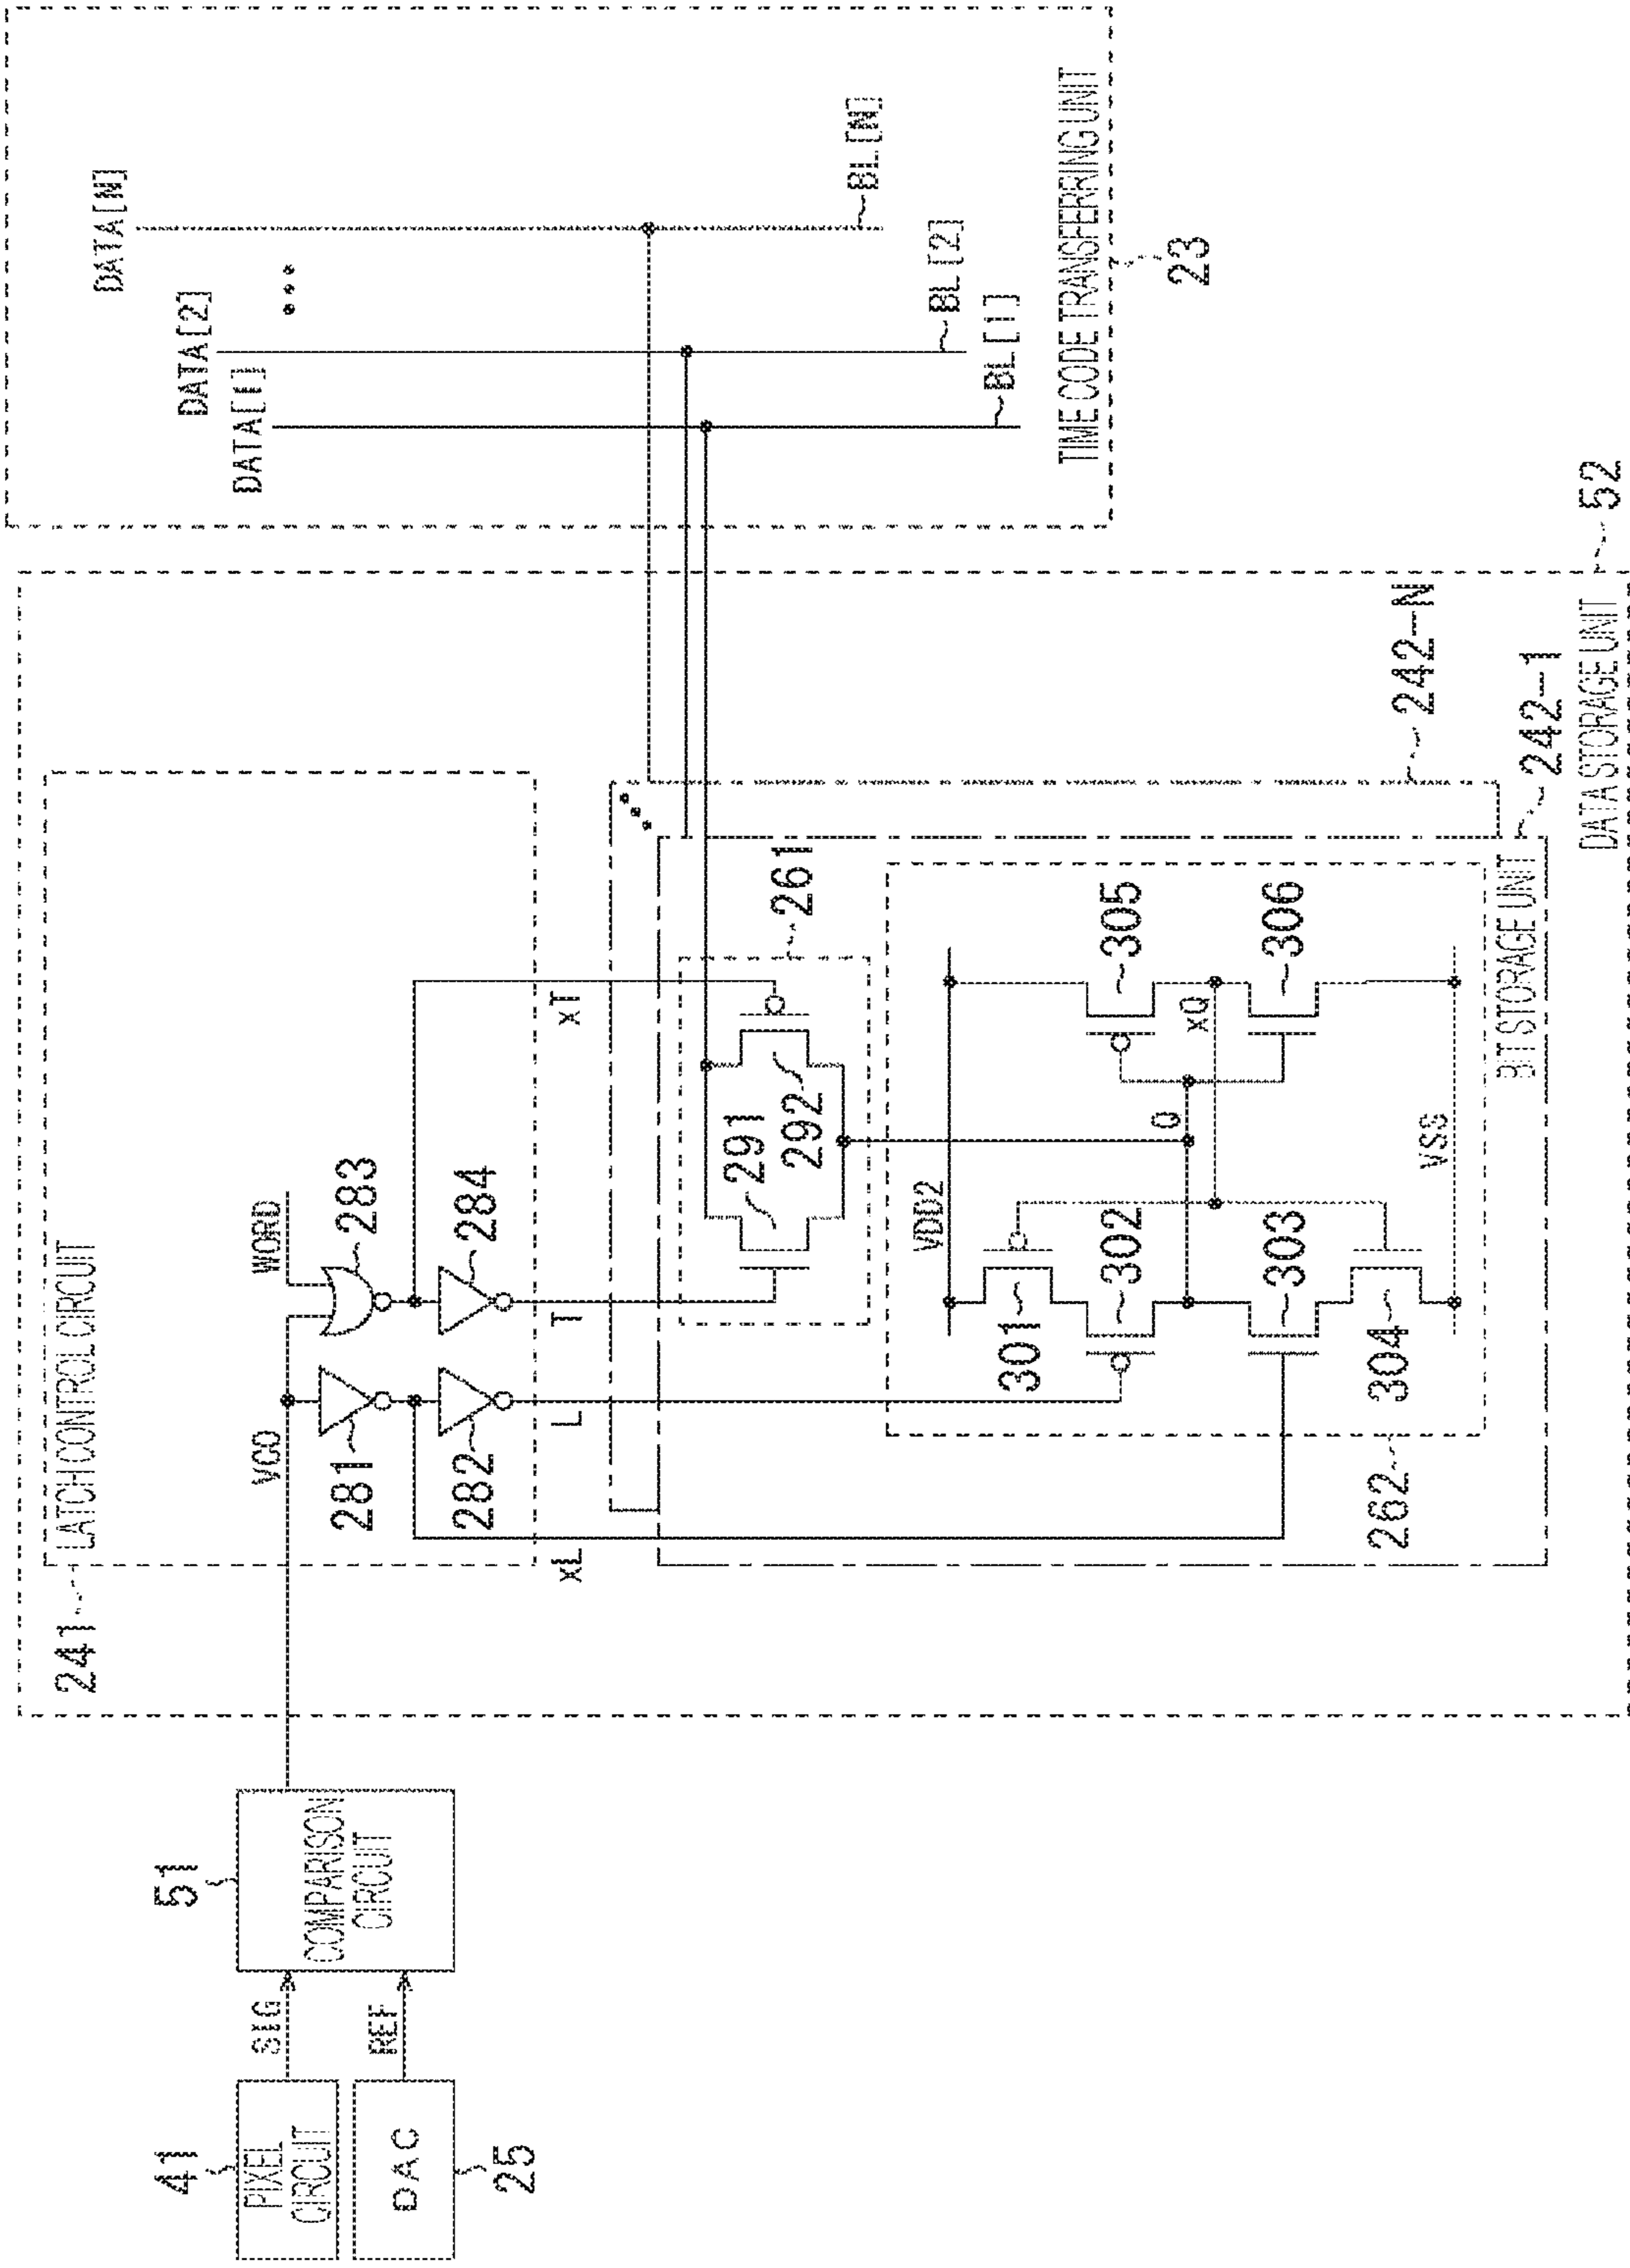 41
PIXEL
CIRCUIT
DAC
25
SIG
REF
51
COMPARISON
CIRCUIT
241
LATCH CONTROL CIRCUIT
VCO
WORD
281
282
283
284
xL
L
T
xT
261
291
292
VDD2
301
302
303
304
305
306
Q
xQ
VSS
262
BIT STORAGE UNIT
242-1
242-N
DATA STORAGE UNIT
52
DATA[1]
DATA[2]
DATA[N]
BL[1]
BL[2]
BL[N]
TIME CODE TRANSFERRING UNIT
23